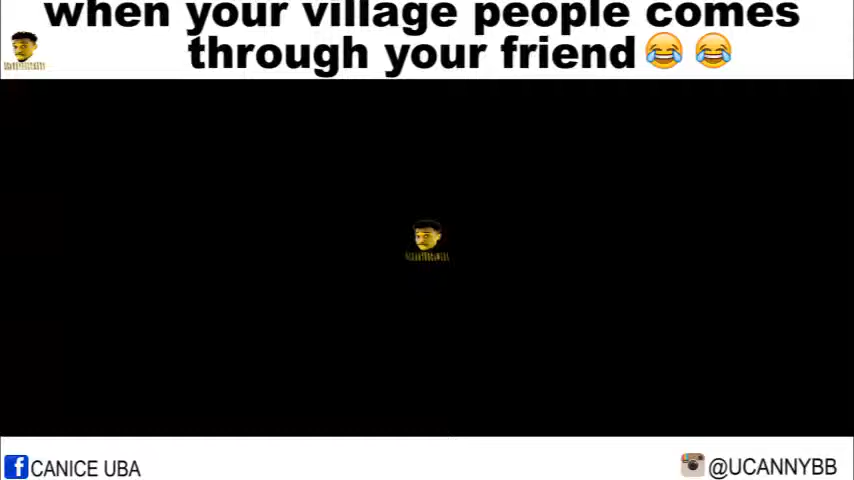 when your village people comes
through your friend😂 😂
CANICE UBA
@UCANNYBB